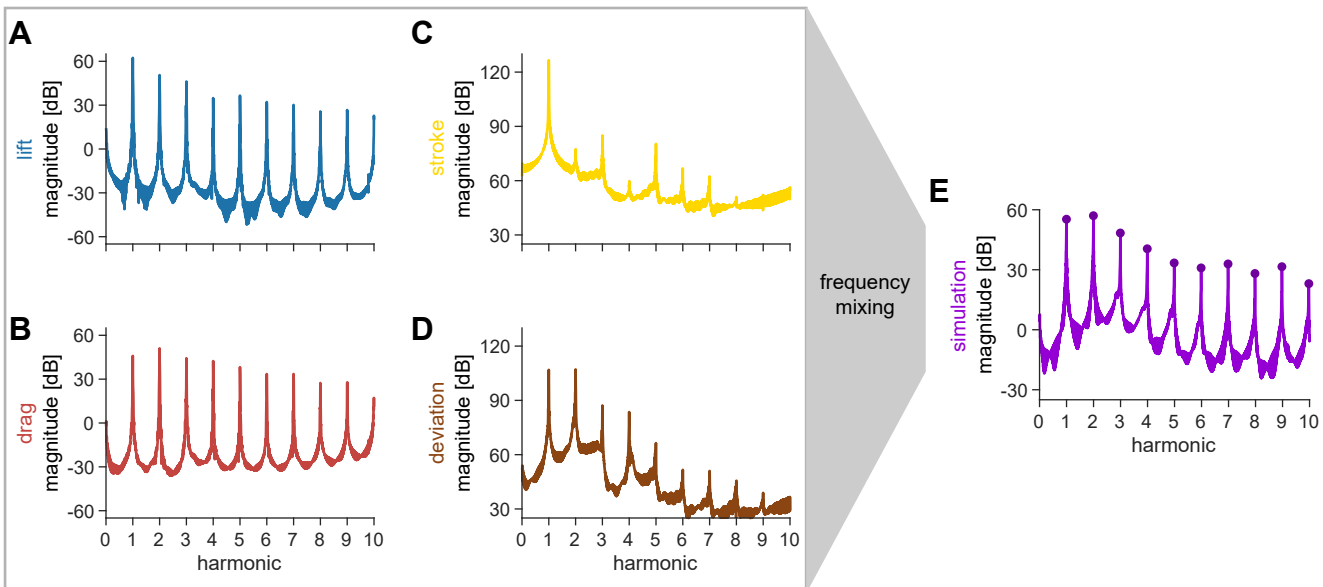 A
lift
magnitude [dB]
60
30
0
-30
-60
B
drag
magnitude [dB]
60
30
0
-30
-60
0 1 2 3 4 5 6 7 8 9 10
harmonic
C
stroke
magnitude [dB]
120
90
60
30
D
deviation
magnitude [dB]
120
90
60
30
0 1 2 3 4 5 6 7 8 9 10
harmonic
frequency
mixing
E
simulation
magnitude [dB]
60
30
0
-30
0 1 2 3 4 5 6 7 8 9 10
harmonic